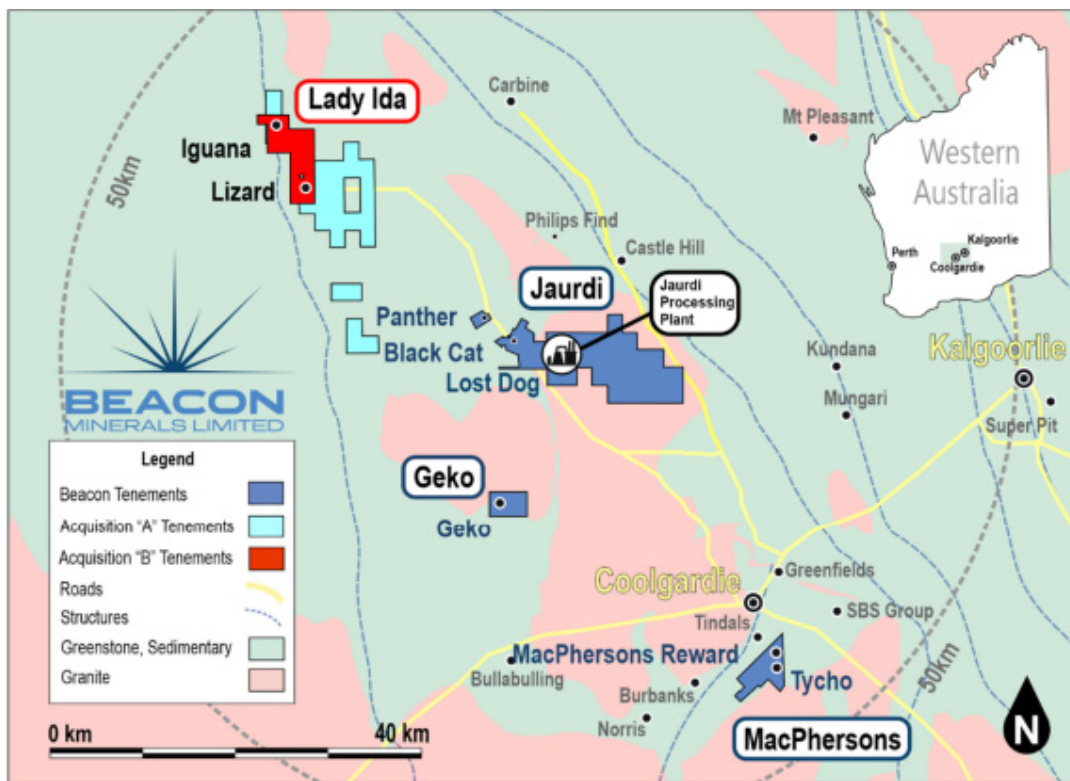 Carbine
Lady Ida
Mt Pleasant
Iguana
Western
Australia
50km
Lizard
Philips Find
Kalgoorlie
Perth
Coolgardie
Castle Hill
Jaurdi
Jaurdi
Processing
Plant
Panther
Black Cat
Kundana
Kalgoorlie
Lost Dog
BEACON
MINERALS LIMITED
Mungari
Super Pit
Legend
Beacon Tenements
Acquisition "A" Tenements
Acquisition "B" Tenements
Roads
Structures
Greenstone, Sedimentary
Granite
Geko
Geko
Greenfields
Coolgardie
SBS Group
Tindals
MacPhersons Reward
Bullabulling
Tycho
Burbanks
50km
Norris
0 km
40 km
MacPhersons
N